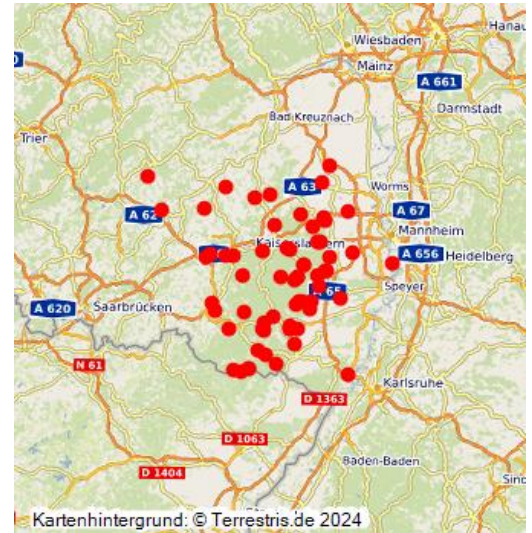 Wiesbaden
Hanau
Mainz
A 661
Darmstadt
Bad Kreuznach
Trier
A 63
Worms
A 62
A 67
Mannheim
A 656
Heidelberg
A 65
Speyer
A 620
Saarbrücken
N 61
Karlsruhe
D 1363
D 1063
Baden-Baden
D 1404
Kartenhintergrund: © Terrestris.de 2024